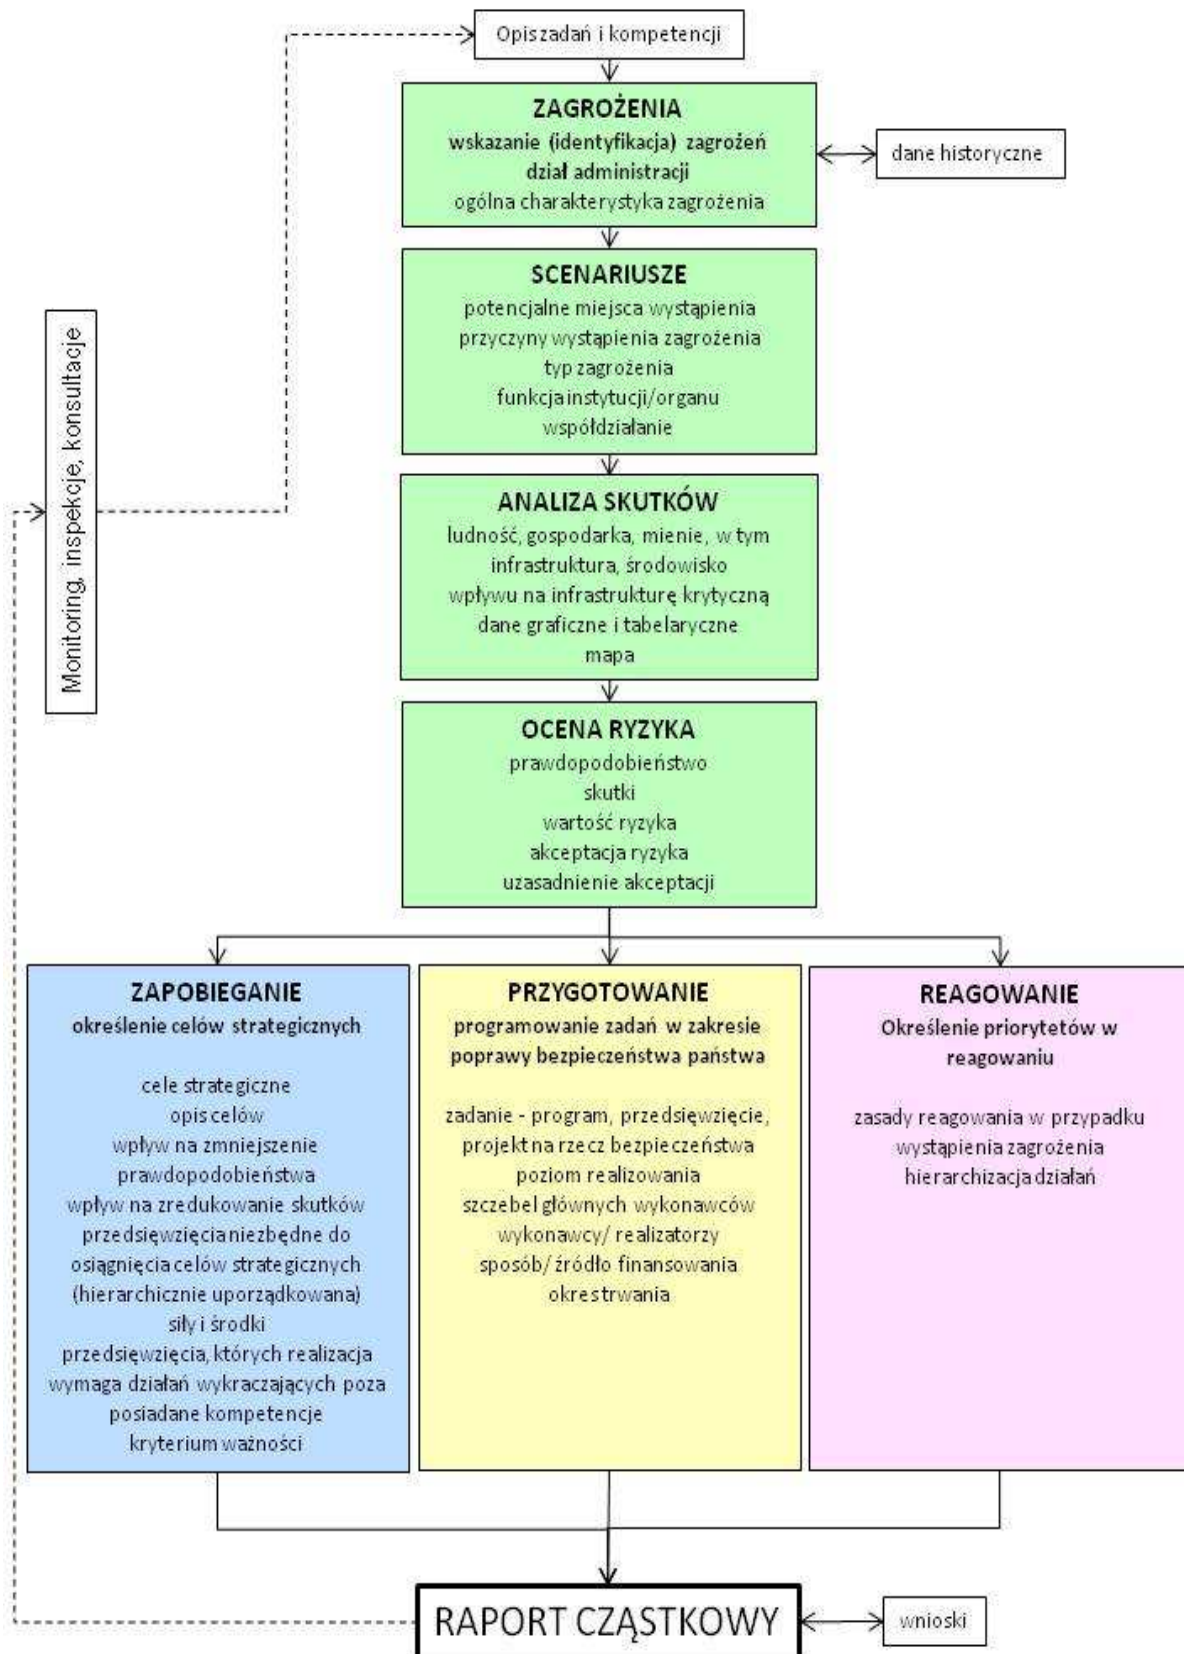 Opis zadań i kompetencji
ZAGROŻENIA
wskazanie (identyfikacja) zagrożeń
dział administracji
ogólna charakterystyka zagrożenia
dane historyczne
SCENARIUSZE
potencjalne miejsca wystąpienia
przyczyny wystąpienia zagrożenia
typ zagrożenia
funkcja instytucji/organu
współdziałanie
Monitoring, inspekcje, konsultacje
ANALIZA SKUTKÓW
ludność, gospodarka, mienie, w tym
infrastruktura, środowisko
wpływu na infrastrukturę krytyczną
dane graficzne i tabelaryczne
mapa
OCENA RYZYKA
prawdopodobieństwo
skutki
wartość ryzyka
akceptacja ryzyka
uzasadnienie akceptacji
ZAPOBIEGANIE
określenie celów strategicznych
cele strategiczne
opis celów
wpływ na zmniejszenie
prawdopodobieństwa
wpływ na zredukowanie skutków
przedsięwzięcia niezbędne do
osiągnięcia celów strategicznych
(hierarchicznie uporządkowana)
siły i środki
przedsięwzięcia, których realizacja
wymaga działań wykraczających poza
posiadane kompetencje
kryterium ważności
PRZYGOTOWANIE
programowanie zadań w zakresie
poprawy bezpieczeństwa państwa
zadanie - program, przedsięwzięcie,
projekt na rzecz bezpieczeństwa
poziom realizowania
szczebel głównych wykonawców
wykonawcy/ realizatorzy
sposób/ źródło finansowania
okres trwania
REAGOWANIE
Określenie priorytetów w
reagowaniu
zasady reagowania w przypadku
wystąpienia zagrożenia
hierarchizacja działań
RAPORT CZĄSTKOWY
wnioski